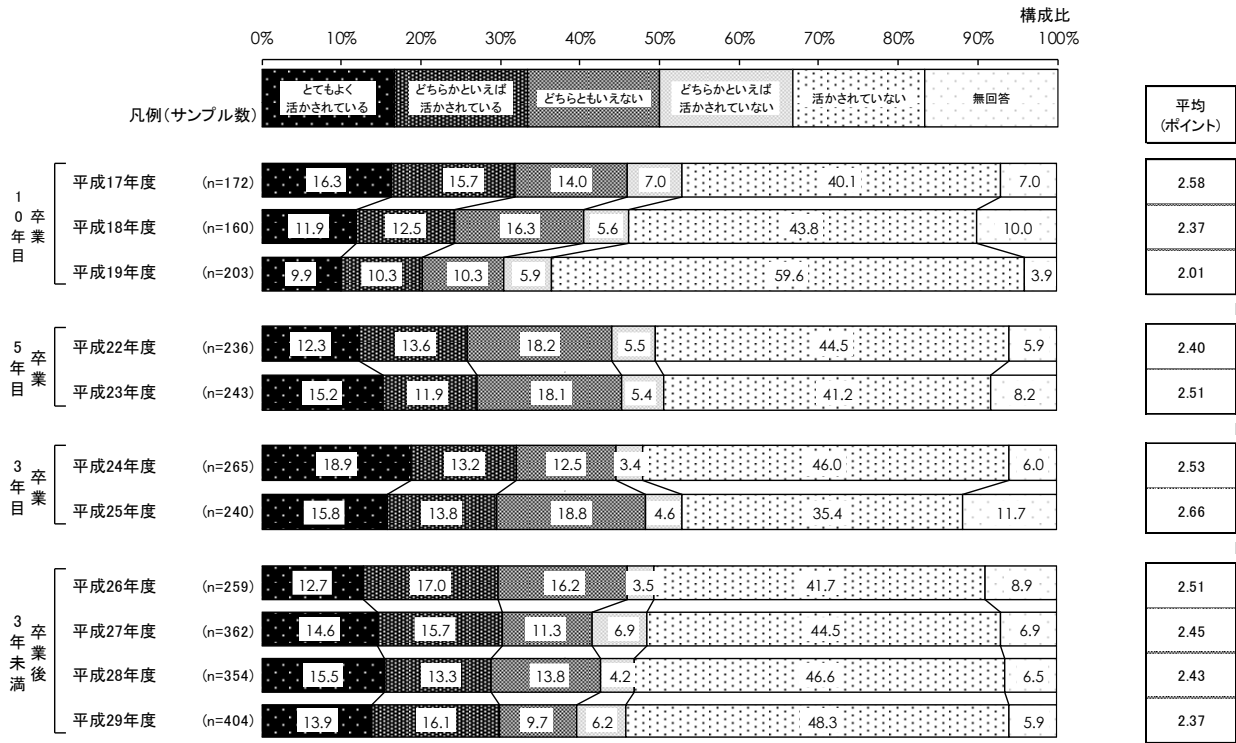 構成比
0% 10% 20% 30% 40% 50% 60% 70% 80% 90% 100%
凡例(サンプル数)
とてもよく
活かされている
どちらかといえば
活かされている
どちらともいえない
どちらかといえば
活かされていない
活かされていない
無回答
平均
(ポイント)
卒業
10年目
平成17年度 (n=172) 16.3 15.7 14.0 7.0 40.1 7.0 2.58
平成18年度 (n=160) 11.9 12.5 16.3 5.6 43.8 10.0 2.37
平成19年度 (n=203) 9.9 10.3 10.3 5.9 59.6 3.9 2.01
卒業
5年目
平成22年度 (n=236) 12.3 13.6 18.2 5.5 44.5 5.9 2.40
平成23年度 (n=243) 15.2 11.9 18.1 5.4 41.2 8.2 2.51
卒業
3年目
平成24年度 (n=265) 18.9 13.2 12.5 3.4 46.0 6.0 2.53
平成25年度 (n=240) 15.8 13.8 18.8 4.6 35.4 11.7 2.66
卒業後
3年未満
平成26年度 (n=259) 12.7 17.0 16.2 3.5 41.7 8.9 2.51
平成27年度 (n=362) 14.6 15.7 11.3 6.9 44.5 6.9 2.45
平成28年度 (n=354) 15.5 13.3 13.8 4.2 46.6 6.5 2.43
平成29年度 (n=404) 13.9 16.1 9.7 6.2 48.3 5.9 2.37